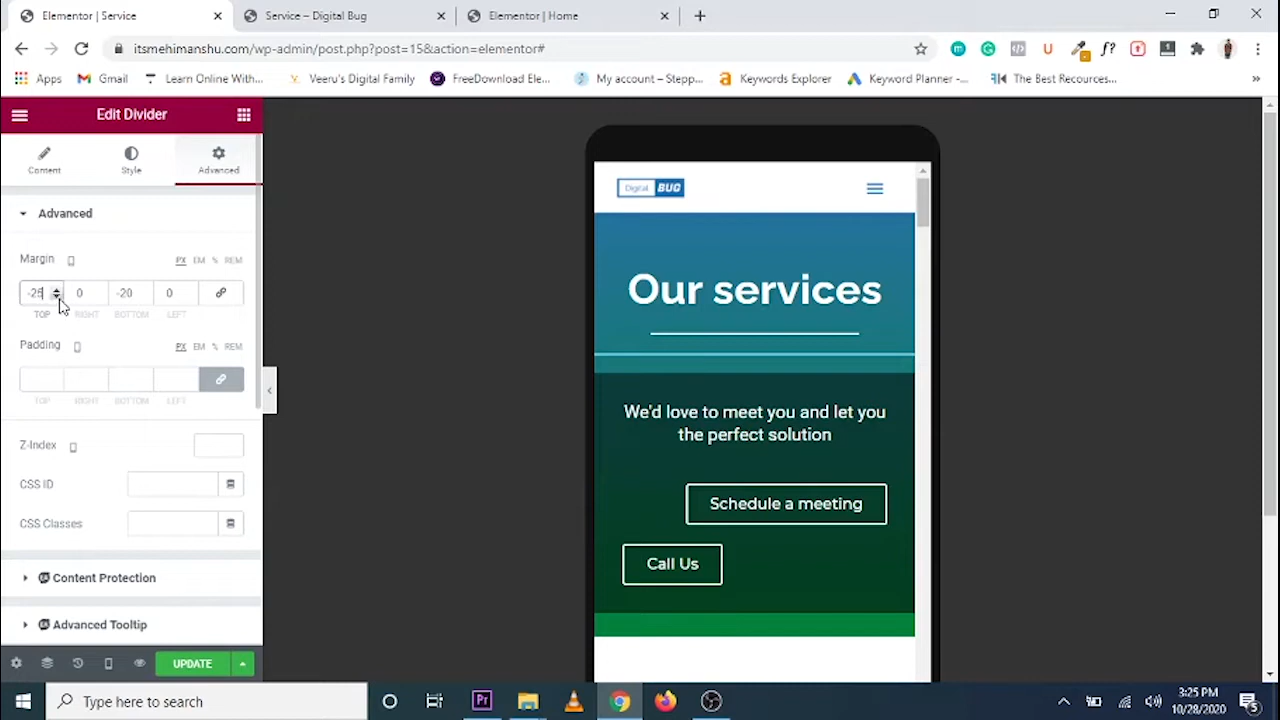 Elementor | Service
Service – Digital Bug
Elementor | Home
itsmehimanshu.com/wp-admin/post.php?post=15&action=elementor#
Apps
Gmail
Learn Online With...
Veeru's Digital Family
FreeDownload Ele...
My account – Stepp...
Keywords Explorer
Keyword Planner -...
The Best Recources...
Edit Divider
Content
Style
Advanced
Advanced
Margin
PX EM % REM
0 -20 0
TOP RIGHT BOTTOM LEFT
Padding
PX EM % REM
TOP RIGHT BOTTOM LEFT
Z-Index
CSS ID
CSS Classes
Content Protection
Advanced Tooltip
UPDATE
Digital BUG
Our services
We'd love to meet you and let you
the perfect solution
Schedule a meeting
Call Us
Type here to search
3:25 PM
10/28/2020